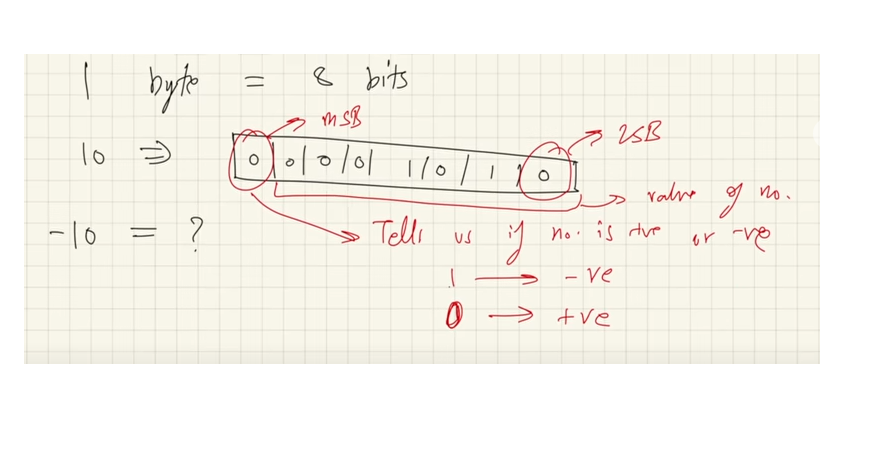 1 byte = 8 bits
MSB
LSB
10 ⇒ 0 | 0 | 0 | 0 | 1 | 0 | 1 | 0
→ value of no.
-10 = ?
→ Tells us if no. is +ve or -ve
1 → -ve
0 → +ve